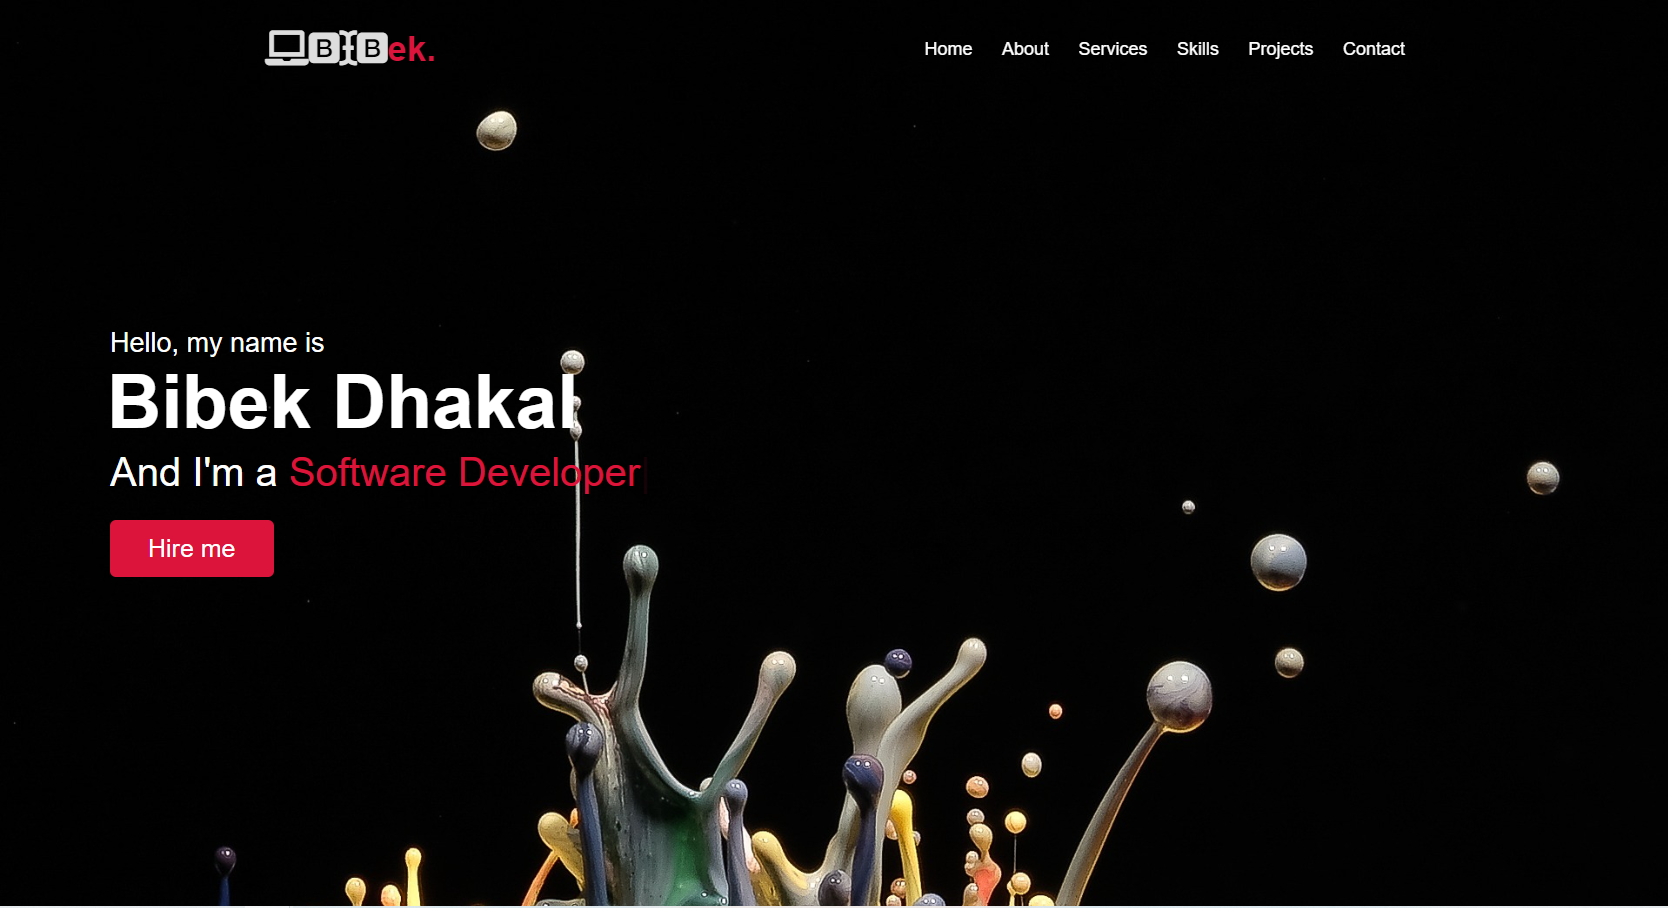 BIBek.
Home About Services Skills Projects Contact
Hello, my name is
Bibek Dhakal
And I'm a Software Developer
Hire me